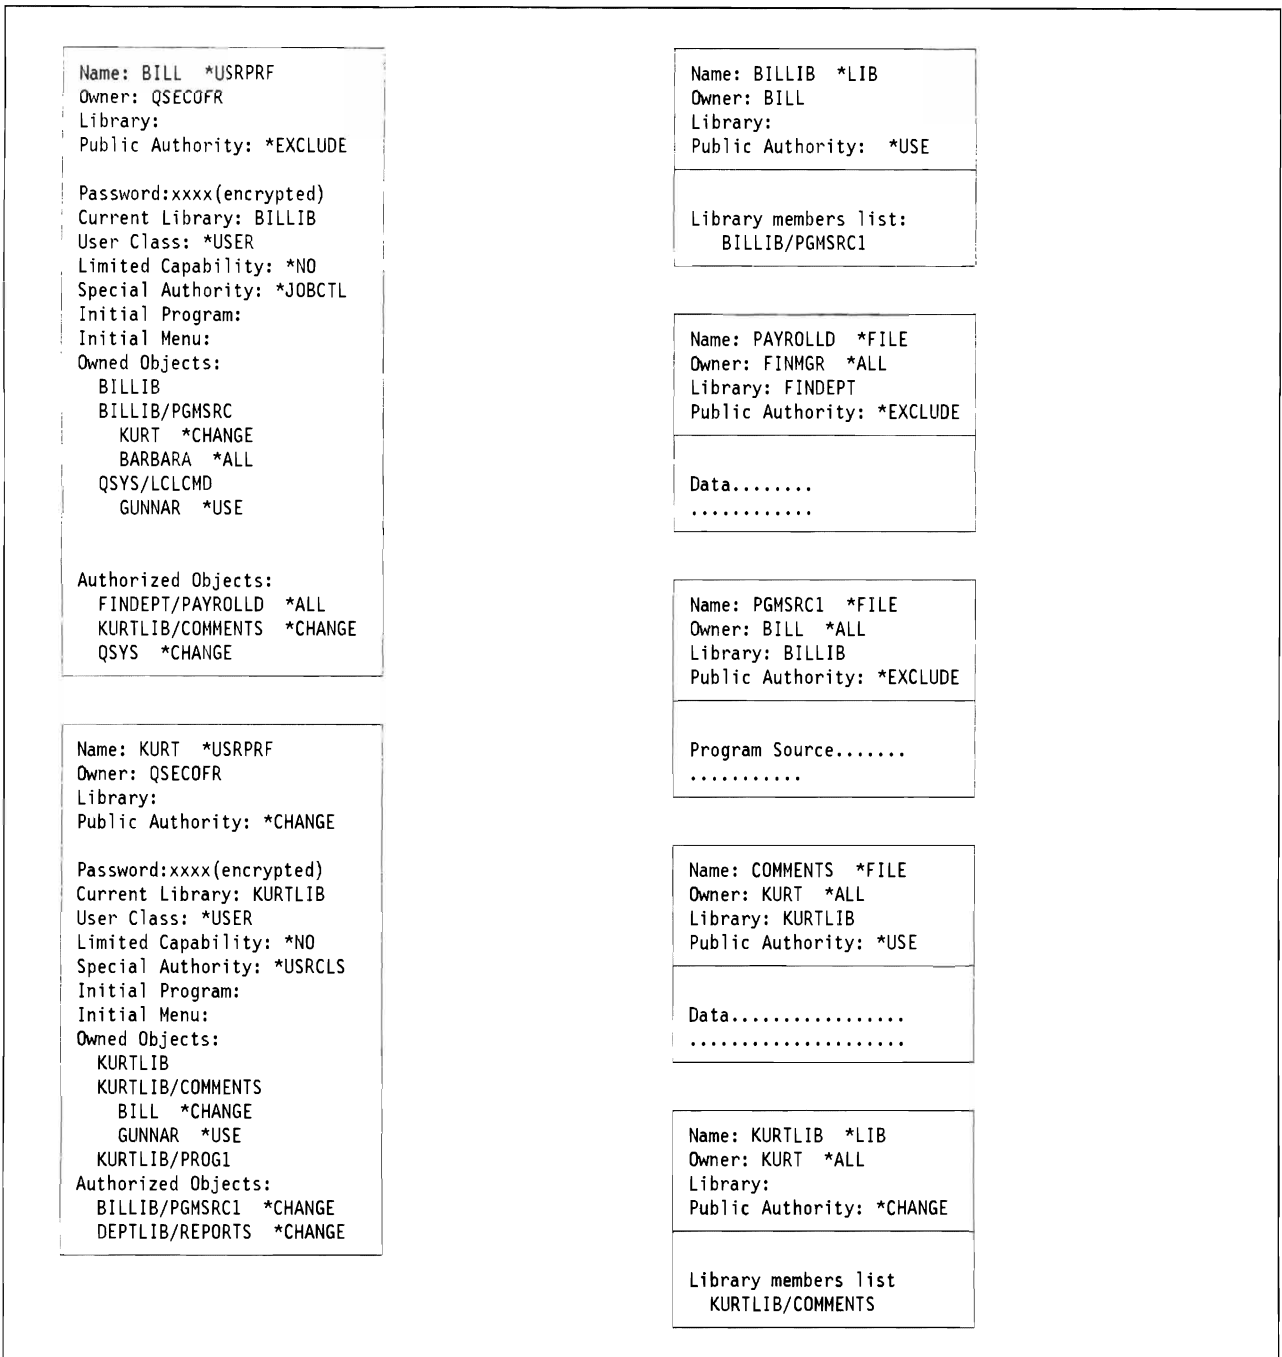 Name: BILL *USRPRF
Owner: QSECOFR
Library:
Public Authority: *EXCLUDE
Password:xxxx(encrypted)
Current Library: BILLIB
User Class: *USER
Limited Capability: *NO
Special Authority: *JOBCTL
Initial Program:
Initial Menu:
Owned Objects:
BILLIB
BILLIB/PGMSRC
KURT *CHANGE
BARBARA *ALL
QSYS/LCLCMD
GUNNAR *USE
Authorized Objects:
FINDEPT/PAYROLLD *ALL
KURTLIB/COMMENTS *CHANGE
QSYS *CHANGE
Name: KURT *USRPRF
Owner: QSECOFR
Library:
Public Authority: *CHANGE
Password:xxxx(encrypted)
Current Library: KURTLIB
User Class: *USER
Limited Capability: *NO
Special Authority: *USRCLS
Initial Program:
Initial Menu:
Owned Objects:
KURTLIB
KURTLIB/COMMENTS
BILL *CHANGE
GUNNAR *USE
KURTLIB/PROG1
Authorized Objects:
BILLIB/PGMSRC1 *CHANGE
DEPTLIB/REPORTS *CHANGE
Name: BILLIB *LIB
Owner: BILL
Library:
Public Authority: *USE
Library members list:
BILLIB/PGMSRC1
Name: PAYROLLD *FILE
Owner: FINMGR *ALL
Library: FINDEPT
Public Authority: *EXCLUDE
Data........
............
Name: PGMSRC1 *FILE
Owner: BILL *ALL
Library: BILLIB
Public Authority: *EXCLUDE
Program Source.......
...........
Name: COMMENTS *FILE
Owner: KURT *ALL
Library: KURTLIB
Public Authority: *USE
Data.................
.....................
Name: KURTLIB *LIB
Owner: KURT *ALL
Library:
Public Authority: *CHANGE
Library members list
KURTLIB/COMMENTS